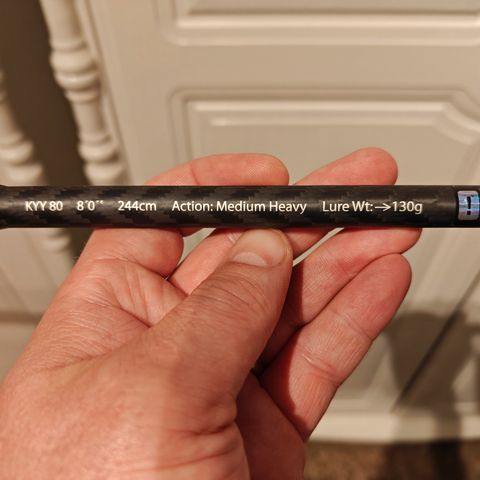 KYY 80 8´0´´ 244cm Action: Medium Heavy Lure Wt: →130g